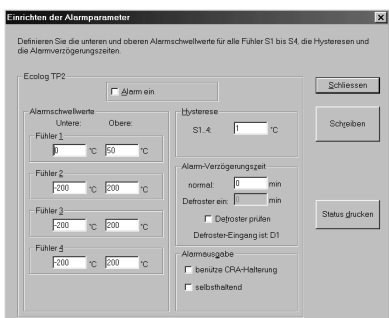 Einrichten der Alarmparameter
Definieren Sie die unteren und oberen Alarmschwellwerte für alle Fühler S1 bis S4, die Hysteresen und
die Alarmverzögerungszeiten.
Ecolog TP2
Alarm ein
Schliessen
Alarmschwellwerte
Untere: Obere:
Fühler 1
0 °C 50 °C
Fühler 2
-200 °C 200 °C
Fühler 3
-200 °C 200 °C
Fühler 4
-200 °C 200 °C
Hysterese
S1..4: 1 °C
Schreiben
Alarm-Verzögerungszeit
normal: 0 min
Defroster ein: 0 min
Defroster prüfen
Defroster-Eingang ist: D1
Status drucken
Alarmausgabe
benütze CRA-Halterung
selbsthaltend